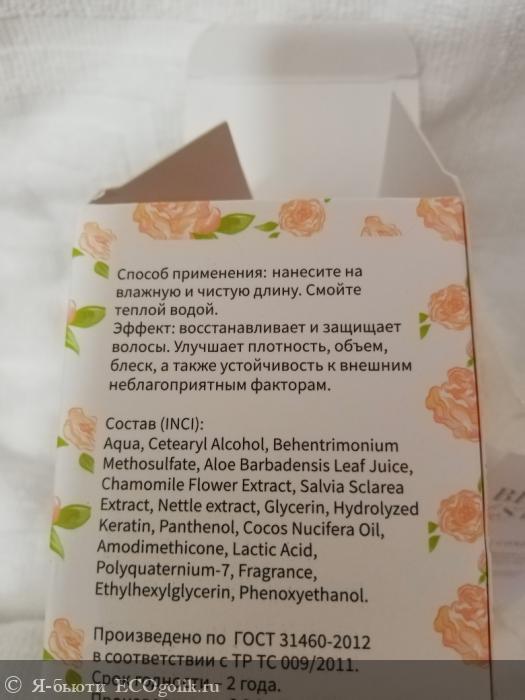 Способ применения: нанесите на
влажную и чистую длину. Смойте
теплой водой.
Эффект: восстанавливает и защищает
волосы. Улучшает плотность, объем,
блеск, а также устойчивость к внешним
неблагоприятным факторам.
Состав (INCI):
Aqua, Cetearyl Alcohol, Behentrimonium
Methosulfate, Aloe Barbadensis Leaf Juice,
Chamomile Flower Extract, Salvia Sclarea
Extract, Nettle extract, Glycerin, Hydrolyzed
Keratin, Panthenol, Cocos Nucifera Oil,
Amodimethicone, Lactic Acid,
Polyquaternium-7, Fragrance,
Ethylhexylglycerin, Phenoxyethanol.
Произведено по ГОСТ 31460-2012
в соответствии с ТР ТС 009/2011.
Срок годности - 2 года.
Я-бьюти ECOgolik.ru